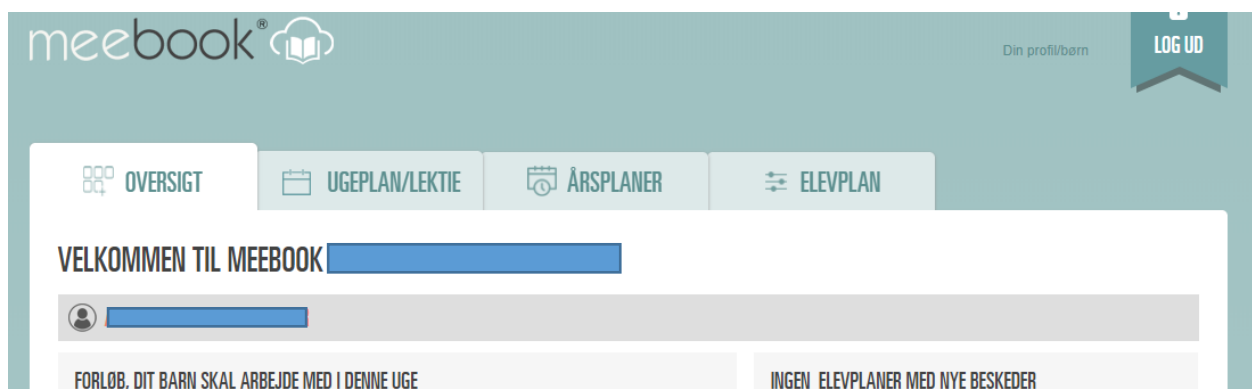 meebook®
Din profil/børn
LOG UD
OVERSIGT
UGEPLAN/LEKTIE
ÅRSPLANER
ELEVPLAN
VELKOMMEN TIL MEEBOOK
FORLØB, DIT BARN SKAL ARBEJDE MED I DENNE UGE
INGEN ELEVPLANER MED NYE BESKEDER